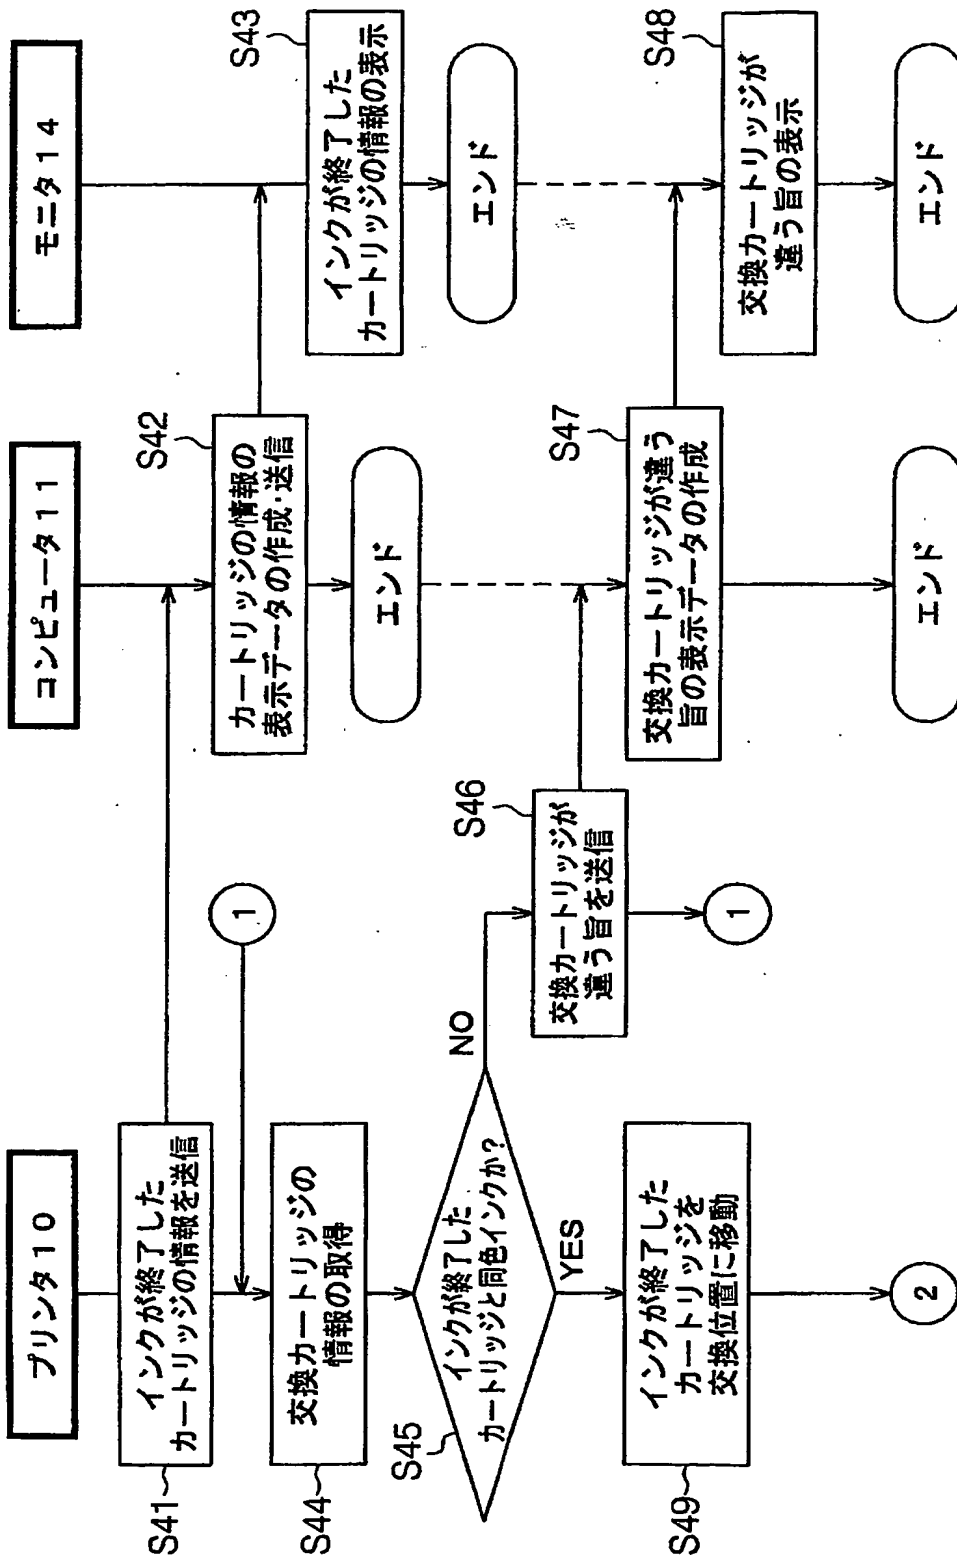 プリンタ10
コンピュータ11
モニタ14
S41
インクが終了した
カートリッジの情報を送信
S42
カートリッジの情報の
表示データの作成・送信
エンド
S43
インクが終了した
カートリッジの情報の表示
エンド
1
S44
交換カートリッジの
情報の取得
S45
インクが終了した
カートリッジと同色インクか?
NO
YES
S46
交換カートリッジが
違う旨を送信
1
S47
交換カートリッジが違う
旨の表示データの作成
エンド
S48
交換カートリッジが
違う旨の表示
エンド
S49
インクが終了した
カートリッジを
交換位置に移動
2